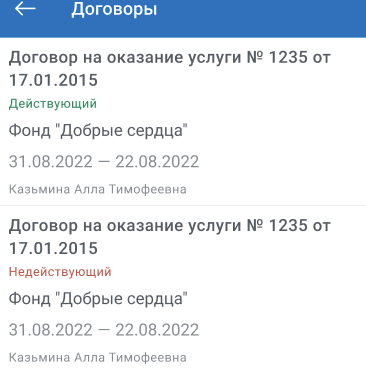 Договоры
Договор на оказание услуги № 1235 от
17.01.2015
Действующий
Фонд "Добрые сердца"
31.08.2022 — 22.08.2022
Казьмина Алла Тимофеевна
Договор на оказание услуги № 1235 от
17.01.2015
Недействующий
Фонд "Добрые сердца"
31.08.2022 — 22.08.2022
Казьмина Алла Тимофеевна